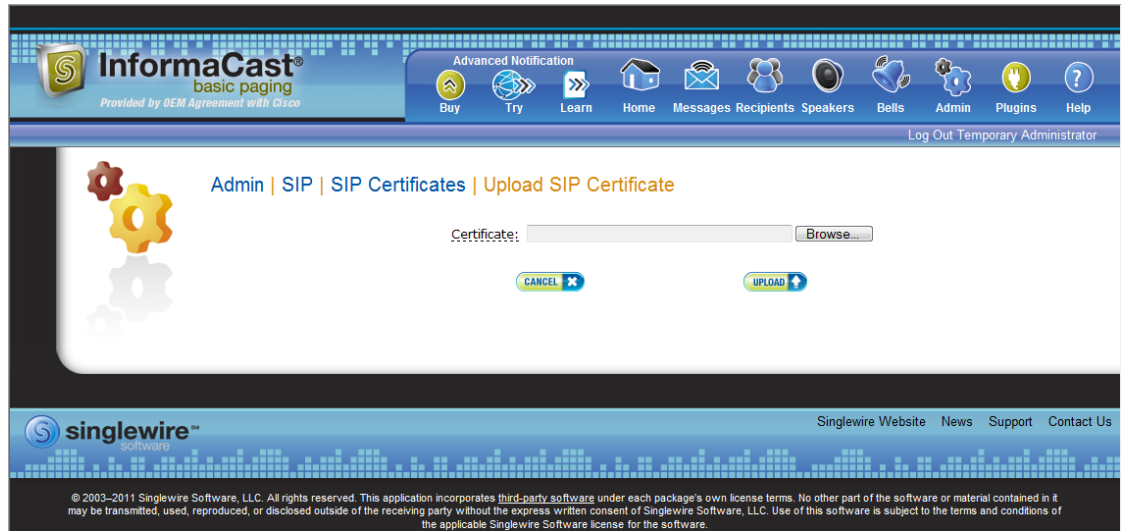 InformaCast®
basic paging
Provided by OEM Agreement with Cisco
Advanced Notification
Buy Try Learn Home Messages Recipients Speakers Bells Admin Plugins Help
Log Out Temporary Administrator
Admin | SIP | SIP Certificates | Upload SIP Certificate
Certificate: Browse...
CANCEL UPLOAD
Singlewire Website News Support Contact Us
singlewire℠
software
© 2003–2011 Singlewire Software, LLC. All rights reserved. This application incorporates third-party software under each package's own license terms. No other part of the software or material contained in it
may be transmitted, used, reproduced, or disclosed outside of the receiving party without the express written consent of Singlewire Software, LLC. Use of this software is subject to the terms and conditions of
the applicable Singlewire Software license for the software.